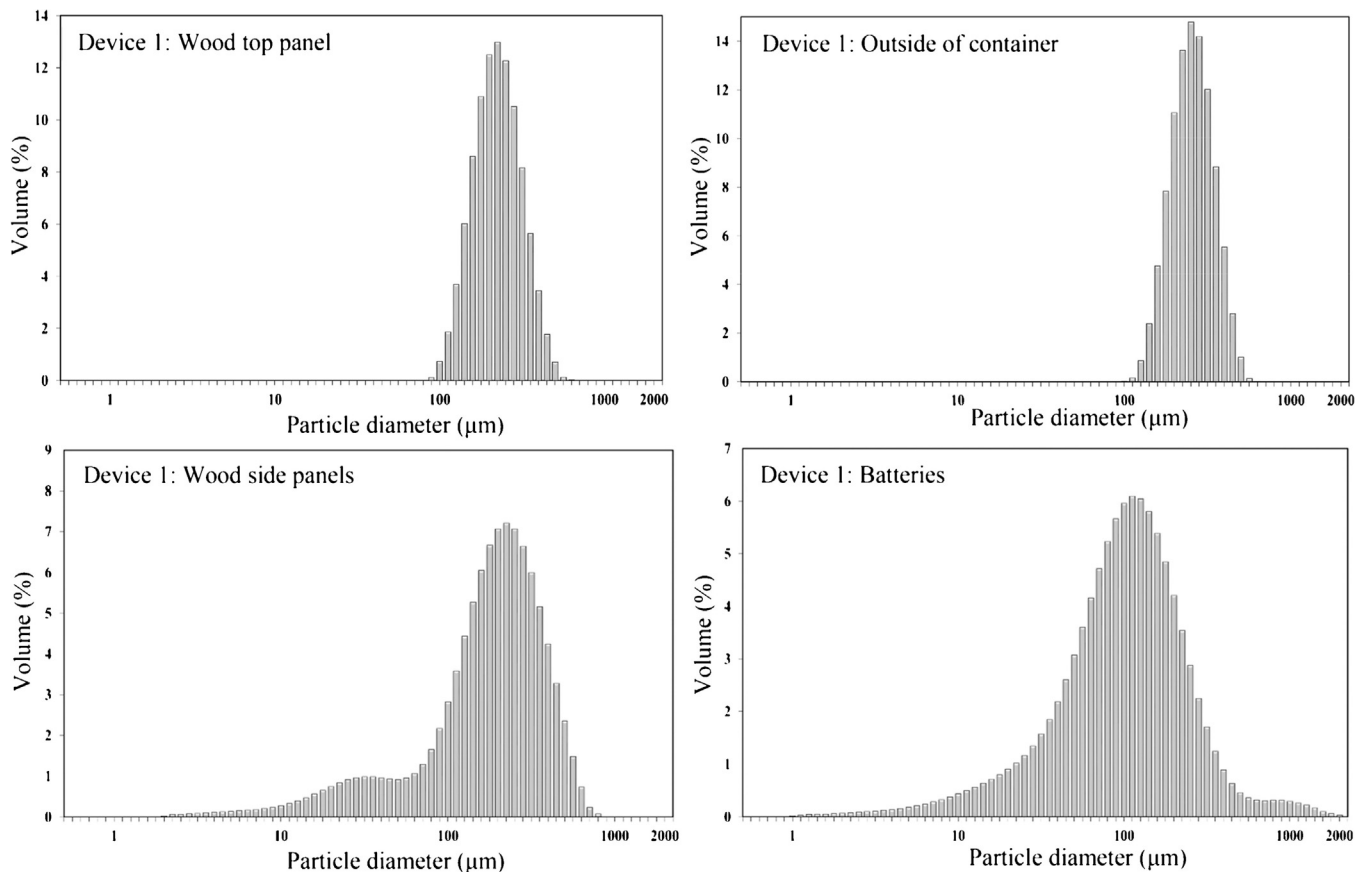 Device 1: Wood top panel
Volume (%)
14
12
10
8
6
4
2
0
1 10 100 1000 2000
Particle diameter (μm)
Device 1: Outside of container
Volume (%)
14
12
10
8
6
4
2
0
1 10 100 1000 2000
Particle diameter (μm)
Device 1: Wood side panels
Volume (%)
9
8
7
6
5
4
3
2
1
0
1 10 100 1000 2000
Particle diameter (μm)
Device 1: Batteries
Volume (%)
7
6
5
4
3
2
1
0
1 10 100 1000 2000
Particle diameter (μm)